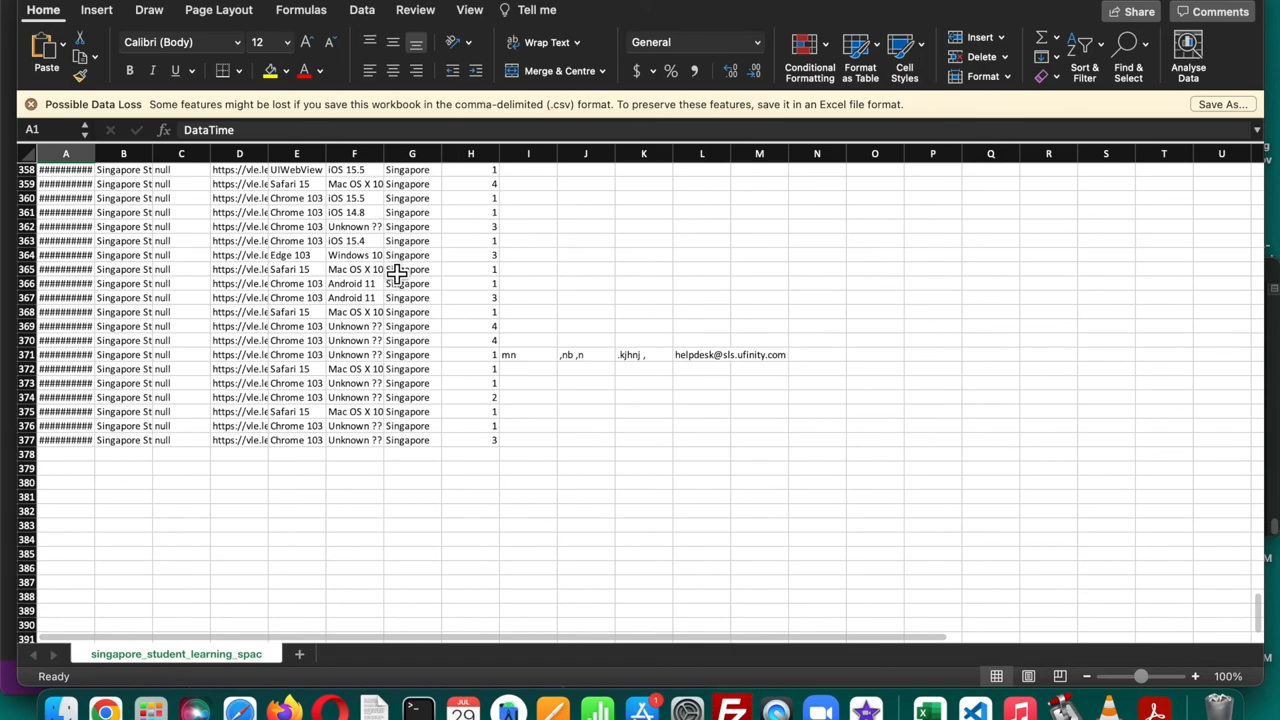 Home Insert Draw Page Layout Formulas Data Review View Tell me Share Comments
Paste Calibri (Body) 12 A A Wrap Text General Conditional Formatting Format as Table Cell Styles Insert Σ Sort & Filter Find & Select Analyse Data
B I U A Merge & Centre $ % Delete Format
Possible Data Loss Some features might be lost if you save this workbook in the comma-delimited (.csv) format. To preserve these features, save it in an Excel file format. Save As...
A1 fx DataTime
A B C D E F G H I J K L M N O P Q R S T U
358 ########## Singapore St null https://vle.le UIWebView iOS 15.5 Singapore 1
359 ########## Singapore St null https://vle.le Safari 15 Mac OS X 10 Singapore 4
360 ########## Singapore St null https://vle.le Chrome 103 iOS 15.5 Singapore 1
361 ########## Singapore St null https://vle.le Chrome 103 iOS 14.8 Singapore 1
362 ########## Singapore St null https://vle.le Chrome 103 Unknown ?? Singapore 3
363 ########## Singapore St null https://vle.le Chrome 103 iOS 15.4 Singapore 1
364 ########## Singapore St null https://vle.le Edge 103 Windows 10 Singapore 3
365 ########## Singapore St null https://vle.le Safari 15 Mac OS X 10 Singapore 1
366 ########## Singapore St null https://vle.le Chrome 103 Android 11 Singapore 1
367 ########## Singapore St null https://vle.le Chrome 103 Android 11 Singapore 3
368 ########## Singapore St null https://vle.le Safari 15 Mac OS X 10 Singapore 1
369 ########## Singapore St null https://vle.le Chrome 103 Unknown ?? Singapore 4
370 ########## Singapore St null https://vle.le Chrome 103 Unknown ?? Singapore 4
371 ########## Singapore St null https://vle.le Chrome 103 Unknown ?? Singapore 1 mn ,nb ,n .kjhnj , helpdesk@sls.ufinity.com
372 ########## Singapore St null https://vle.le Safari 15 Mac OS X 10 Singapore 1
373 ########## Singapore St null https://vle.le Chrome 103 Unknown ?? Singapore 1
374 ########## Singapore St null https://vle.le Chrome 103 Unknown ?? Singapore 2
375 ########## Singapore St null https://vle.le Safari 15 Mac OS X 10 Singapore 1
376 ########## Singapore St null https://vle.le Chrome 103 Unknown ?? Singapore 1
377 ########## Singapore St null https://vle.le Chrome 103 Unknown ?? Singapore 3
378
379
380
381
382
383
384
385
386
387
388
389
390
391
singapore_student_learning_spac
Ready 100%
JUL 29 1 Fz